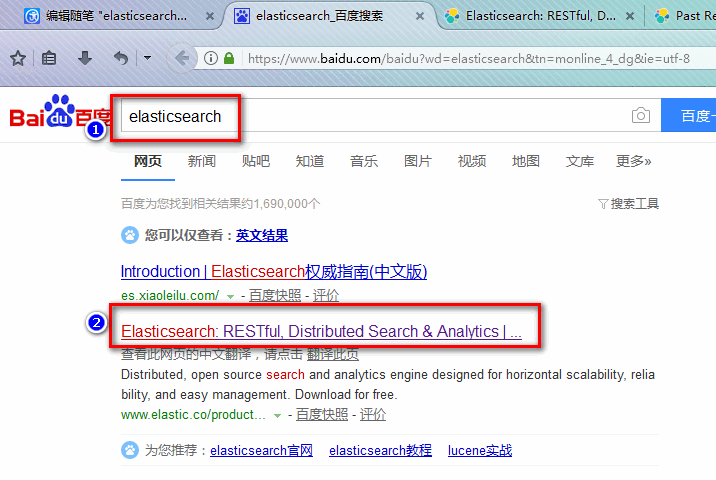 编辑随笔 "elasticsearc...
elasticsearch_百度搜索
Elasticsearch: RESTful, D...
Past Re
https://www.baidu.com/baidu?wd=elasticsearch&tn=monline_4_dg&ie=utf-8
Bai du 百度
1
elasticsearch
百度一
网页 新闻 贴吧 知道 音乐 图片 视频 地图 文库 更多»
百度为您找到相关结果约1,690,000个
搜索工具
您可以仅查看：英文结果
Introduction | Elasticsearch权威指南(中文版)
es.xiaoleilu.com/ - 百度快照 - 评价
2
Elasticsearch: RESTful, Distributed Search & Analytics | ...
查看此网页的中文翻译，请点击 翻译此页
Distributed, open source search and analytics engine designed for horizontal scalability, relia
bility, and easy management. Download for free.
www.elastic.co/product... - 百度快照 - 评价
为您推荐：elasticsearch官网 elasticsearch教程 lucene实战